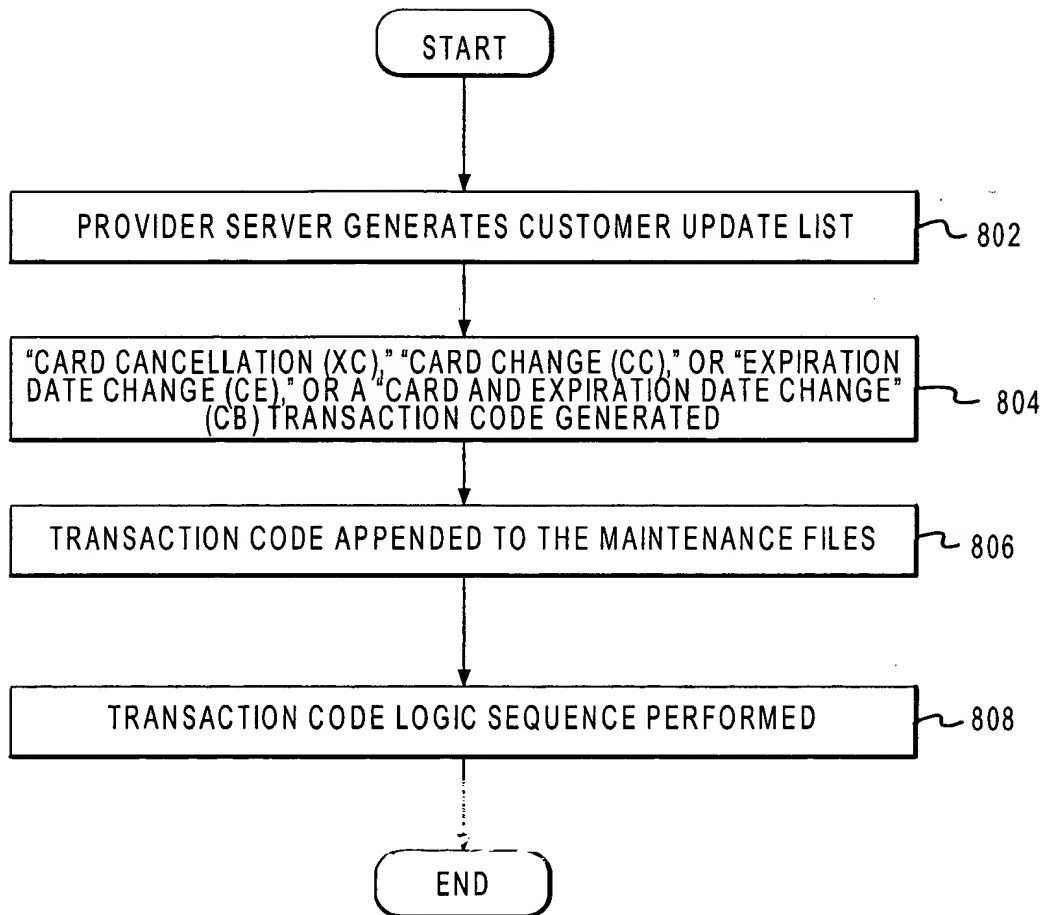 START
PROVIDER SERVER GENERATES CUSTOMER UPDATE LIST
802
“CARD CANCELLATION (XC),” “CARD CHANGE (CC),” OR “EXPIRATION
DATE CHANGE (CE),” OR A “CARD AND EXPIRATION DATE CHANGE”
(CB) TRANSACTION CODE GENERATED
804
TRANSACTION CODE APPENDED TO THE MAINTENANCE FILES
806
TRANSACTION CODE LOGIC SEQUENCE PERFORMED
808
END